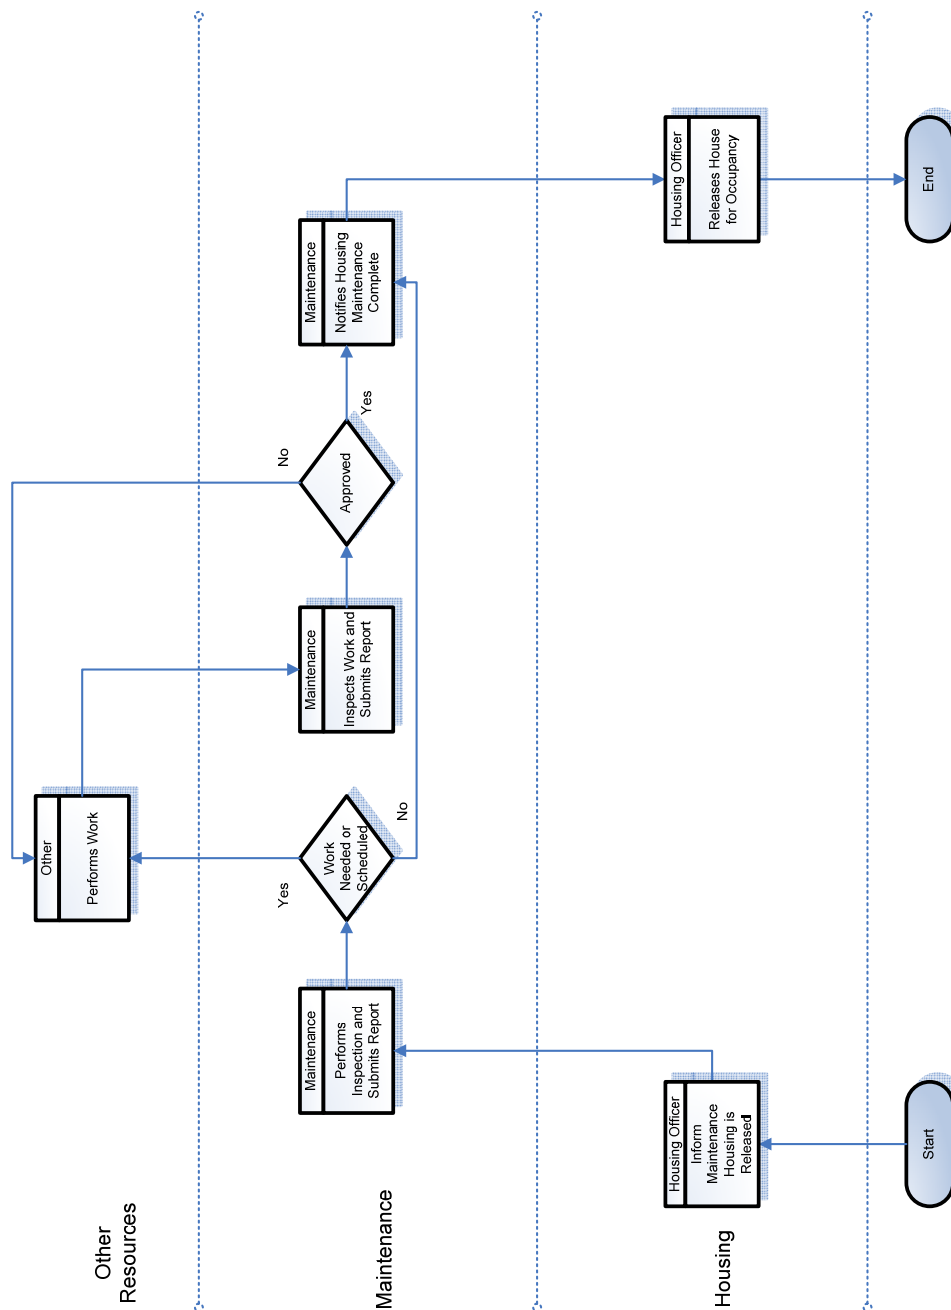 Other
Resources
Maintenance
Housing
Start
Housing Officer
Inform
Maintenance
Housing is
Released
Maintenance
Performs
Inspection and
Submits Report
Work
Needed or
Scheduled
Yes
No
Other
Performs Work
Maintenance
Inspects Work and
Submits Report
Approved
No
Yes
Maintenance
Notifies Housing
Maintenance
Complete
Housing Officer
Releases House
for Occupancy
End